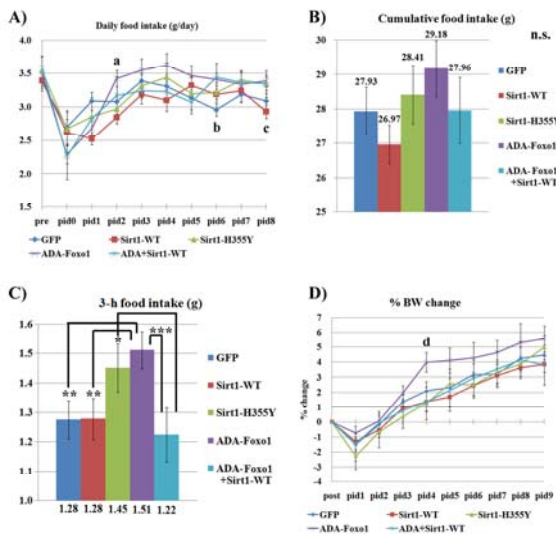 A)
Daily food intake (g/day)
4.0
3.5
3.0
2.5
2.0
1.5
a
b
c
pre pid0 pid1 pid2 pid3 pid4 pid5 pid6 pid7 pid8
GFP Sirt1-WT Sirt1-H355Y
ADA-Foxo1 ADA+Sirt1-WT
B)
Cumulative food intake (g)
n.s.
30
29
28
27
26
25
27.93
26.97
28.41
29.18
27.96
GFP
Sirt1-WT
Sirt1-H355Y
ADA-Foxo1
ADA-Foxo1
+Sirt1-WT
C)
3-h food intake (g)
1.6
1.5
1.4
1.3
1.2
1.1
1.0
**
**
*
***
1.28 1.28 1.45 1.51 1.22
GFP
Sirt1-WT
Sirt1-H355Y
ADA-Foxo1
ADA-Foxo1
+Sirt1-WT
D)
% BW change
% change
7
6
5
4
3
2
1
0
-1
-2
-3
-4
d
post pid1 pid2 pid3 pid4 pid5 pid6 pid7 pid8 pid9
GFP Sirt1-WT Sirt1-H355Y
ADA-Foxo1 ADA+Sirt1-WT